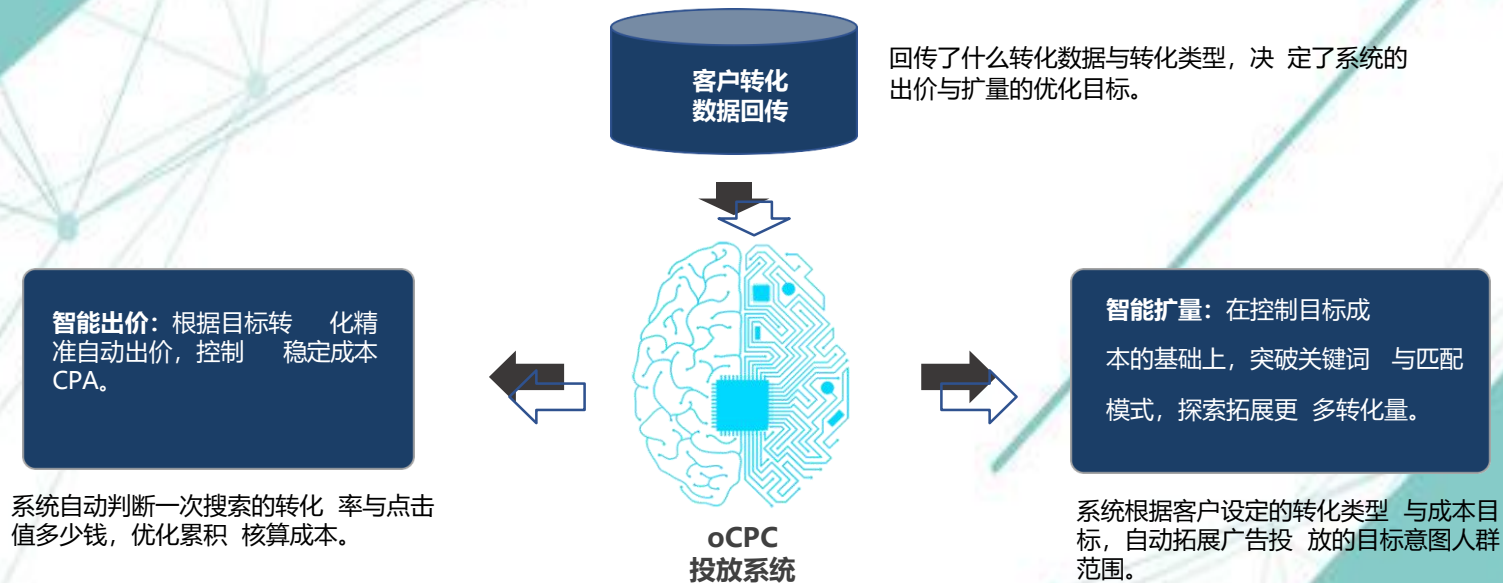 客户转化
数据回传
回传了什么转化数据与转化类型，决 定了系统的
出价与扩量的优化目标。
智能出价：根据目标转 化精
准自动出价，控制 稳定成本
CPA。
系统自动判断一次搜索的转化 率与点击
值多少钱，优化累积 核算成本。
oCPC
投放系统
智能扩量：在控制目标成
本的基础上，突破关键词 与匹配
模式，探索拓展更 多转化量。
系统根据客户设定的转化类型 与成本目
标，自动拓展广告投 放的目标意图人群
范围。